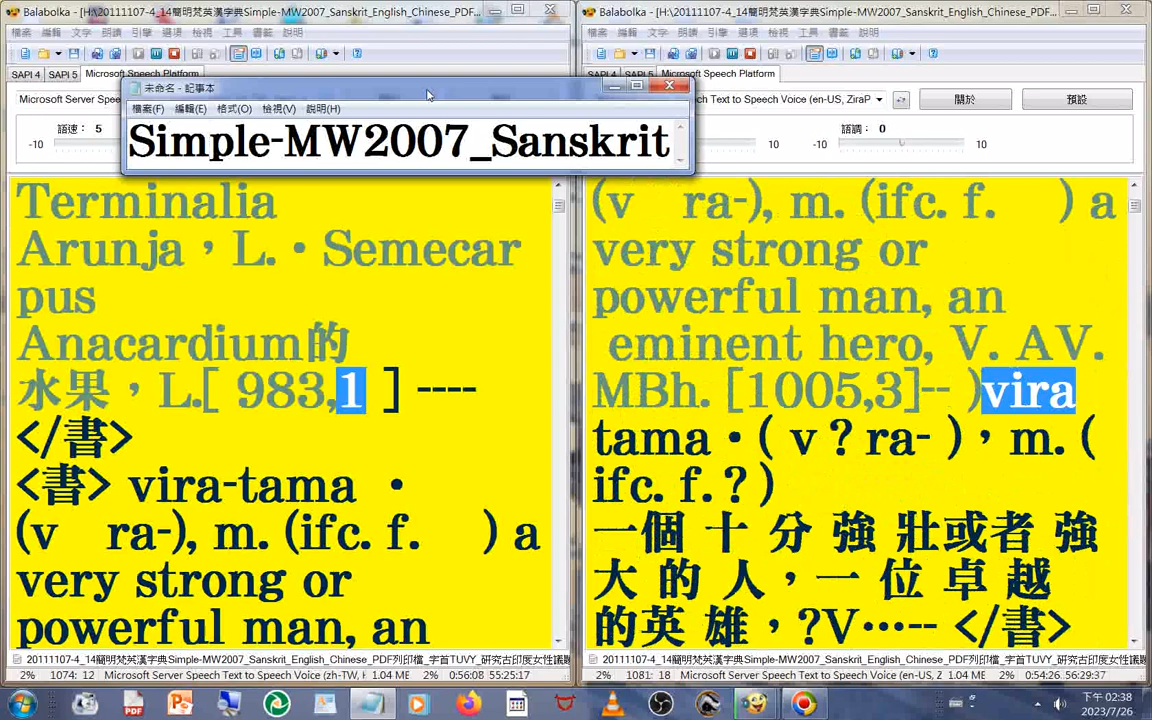 Balabolka - [H:\20111107-4_14簡明梵英漢字典Simple-MW2007_Sanskrit_English_Chinese_PDF...
檔案 編輯 文字 朗讀 引擎 選項 檢視 工具 書籤 說明
SAPI 4 SAPI 5 Microsoft Speech Platform
Microsoft Server Speech
語速： 5
-10
未命名 - 記事本
檔案(F) 編輯(E) 格式(O) 檢視(V) 說明(H)
Simple-MW2007_Sanskrit
Terminalia
Arunja，L.‧Semecar
pus
Anacardium的
水果，L.[ 983,1 ] ----
</書>
<書> vira-tama ‧
(v ra-), m. (ifc. f. ) a
very strong or
powerful man, an
20111107-4_14簡明梵英漢字典Simple-MW2007_Sanskrit_English_Chinese_PDF列印檔_字首TUVY_研究古印度女性議題
2% 1074: 12 Microsoft Server Speech Text to Speech Voice (zh-TW, H 1.04 MB 2% 0:56:08 55:25:17
Balabolka - [H:\20111107-4_14簡明梵英漢字典Simple-MW2007_Sanskrit_English_Chinese_PDF...
檔案 編輯 文字 朗讀 引擎 選項 檢視 工具 書籤 說明
SAPI 4 SAPI 5 Microsoft Speech Platform
Text to Speech Voice (en-US, ZiraP 關於 預設
10 語調： 0
-10 10
(v ra-), m. (ifc. f. ) a
very strong or
powerful man, an
eminent hero, V. AV.
MBh. [1005,3]-- )vira
tama‧( v？ra- )，m.(
ifc. f.？)
一個 十 分 強 壯或者 強
大 的 人，一 位 卓 越
的英 雄，?V…-- </書>
20111107-4_14簡明梵英漢字典Simple-MW2007_Sanskrit_English_Chinese_PDF列印檔_字首TUVY_研究古印度女性議題
2% 1081: 18 Microsoft Server Speech Text to Speech Voice (en-US, 1.04 MB 2% 0:54:26 56:29:37
下午 02:38
2023/7/26